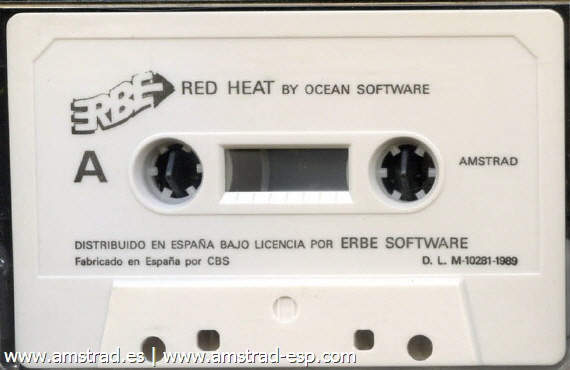 ERBE RED HEAT BY OCEAN SOFTWARE
A
AMSTRAD
DISTRIBUIDO EN ESPAÑA BAJO LICENCIA POR ERBE SOFTWARE
Fabricado en España por CBS D. L. M-10281-1989
www.amstrad.es | www.amstrad-esp.com